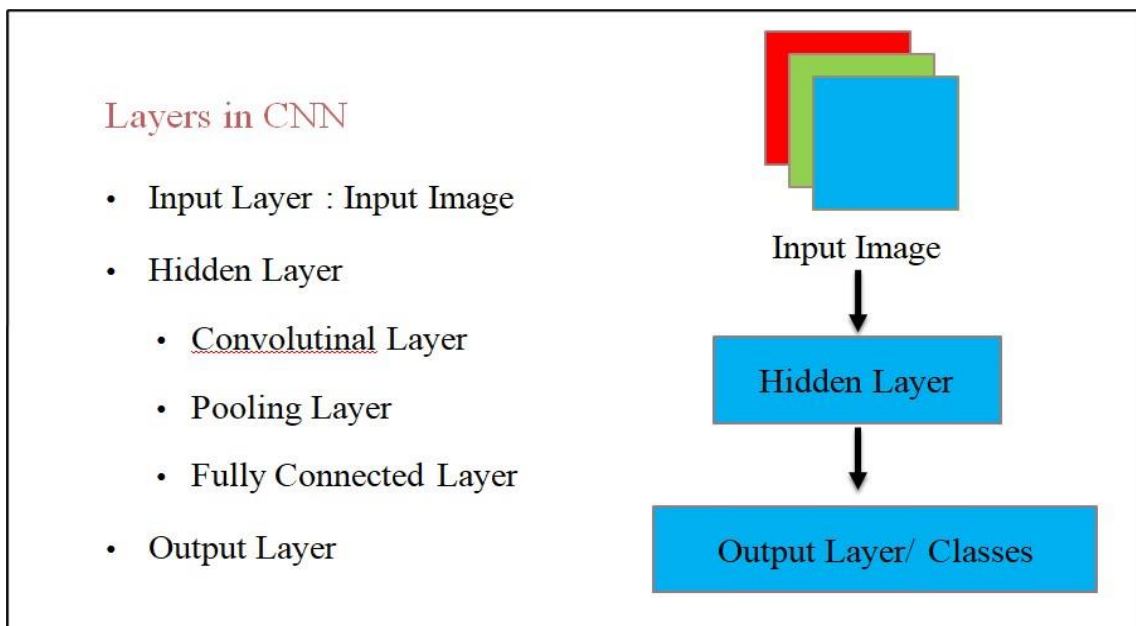 Layers in CNN
• Input Layer : Input Image
• Hidden Layer
• Convolutinal Layer
• Pooling Layer
• Fully Connected Layer
• Output Layer
Input Image
Hidden Layer
Output Layer/ Classes